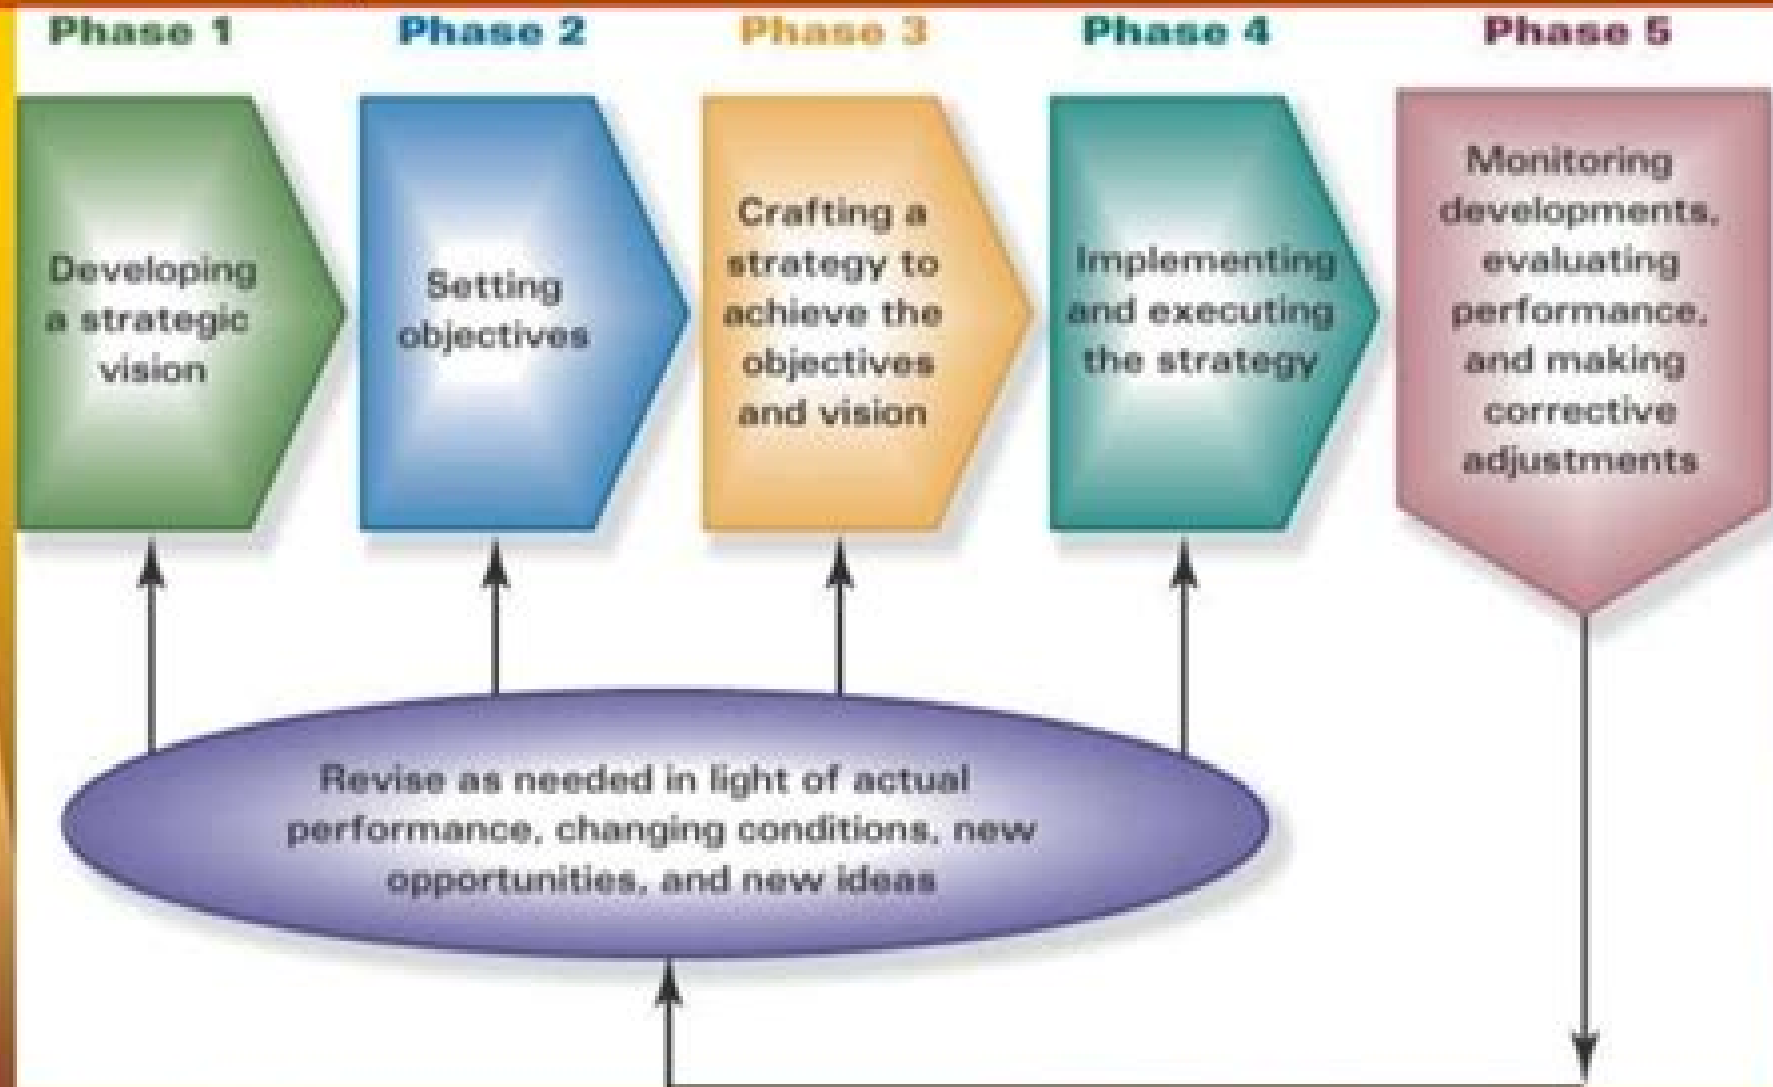 Phase 1
Phase 2
Phase 3
Phase 4
Phase 5
Developing
a strategic
vision
Setting
objectives
Crafting a
strategy to
achieve the
objectives
and vision
Implementing
and executing
the strategy
Monitoring
developments,
evaluating
performance,
and making
corrective
adjustments
Revise as needed in light of actual
performance, changing conditions, new
opportunities, and new ideas